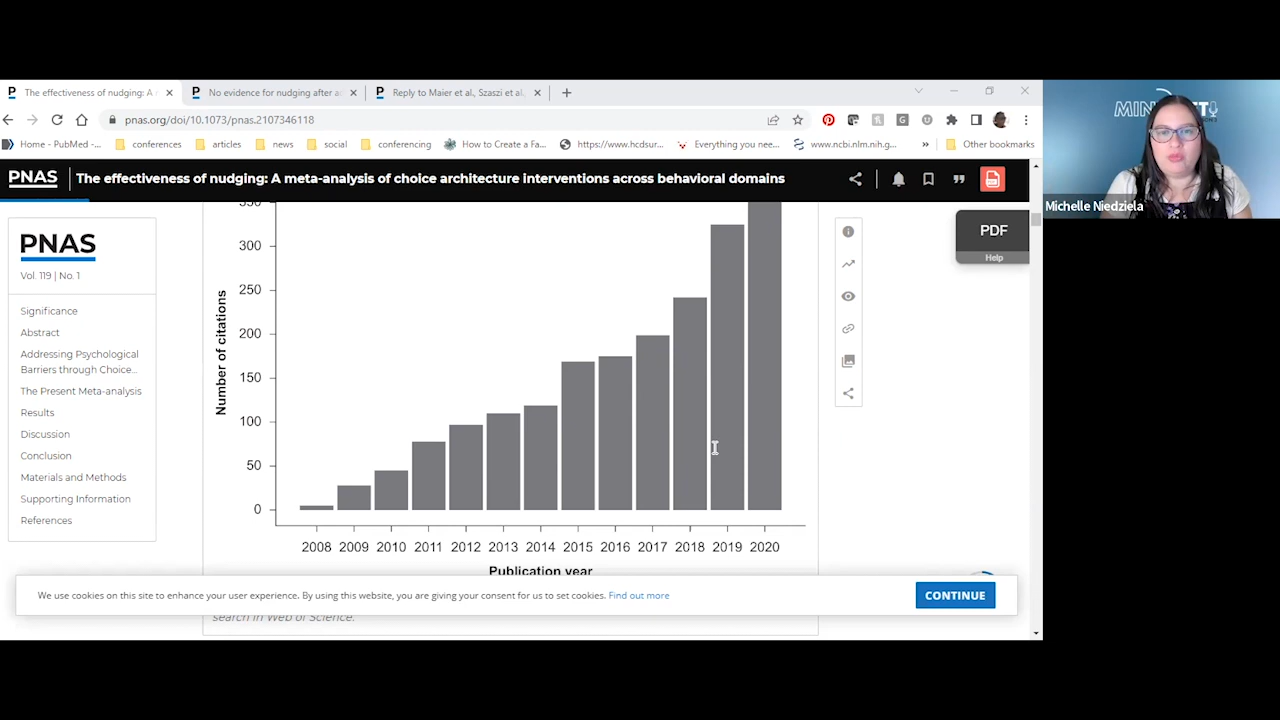 The effectiveness of nudging: A
No evidence for nudging after a
Reply to Maier et al., Szaszi et al.,
pnas.org/doi/10.1073/pnas.2107346118
Home - PubMed -...
conferences
articles
news
social
conferencing
How to Create a Fa...
https://www.hcdsur...
Everything you nee...
www.ncbi.nlm.nih.g...
»
Other bookmarks
PNAS
The effectiveness of nudging: A meta-analysis of choice architecture interventions across behavioral domains
PNAS
Vol. 119 | No. 1
Significance
Abstract
Addressing Psychological
Barriers through Choice...
The Present Meta-analysis
Results
Discussion
Conclusion
Materials and Methods
Supporting Information
References
Number of citations
350
300
250
200
150
100
50
0
2008 2009 2010 2011 2012 2013 2014 2015 2016 2017 2018 2019 2020
Publication year
search in Web of Science.
PDF
Help
We use cookies on this site to enhance your user experience. By using this website, you are giving your consent for us to set cookies. Find out more
CONTINUE
Michelle Niedziela